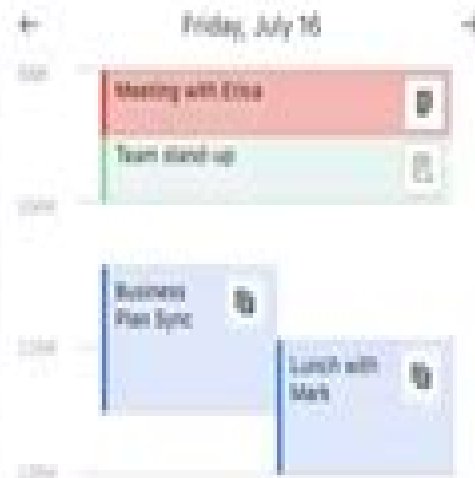 Friday, July 16
Meeting with Erica
Team stand-up
Business
Plan Sync
Lunch with
Mark